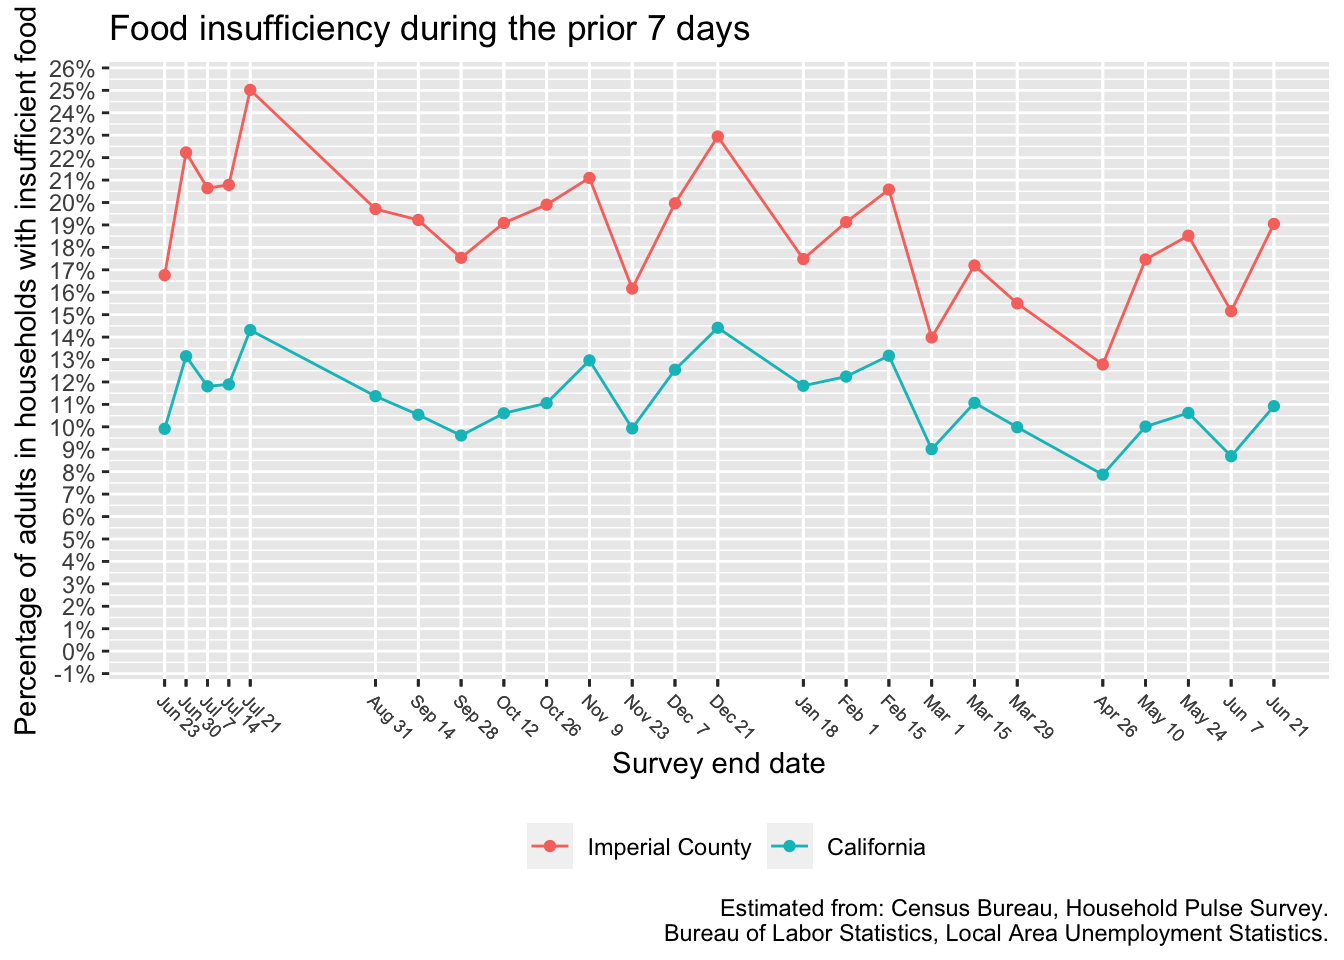 Food insufficiency during the prior 7 days
Percentage of adults in households with insufficient food
26%
25%
24%
23%
22%
21%
20%
19%
18%
17%
16%
15%
14%
13%
12%
11%
10%
9%
8%
7%
6%
5%
4%
3%
2%
1%
0%
-1%
Jun 23
Jun 30
Jul 7
Jul 14
Jul 21
Aug 31
Sep 14
Sep 28
Oct 12
Oct 26
Nov 9
Nov 23
Dec 7
Dec 21
Jan 18
Feb 1
Feb 15
Mar 1
Mar 15
Mar 29
Apr 26
May 10
May 24
Jun 7
Jun 21
Survey end date
Imperial County
California
Estimated from: Census Bureau, Household Pulse Survey.
Bureau of Labor Statistics, Local Area Unemployment Statistics.